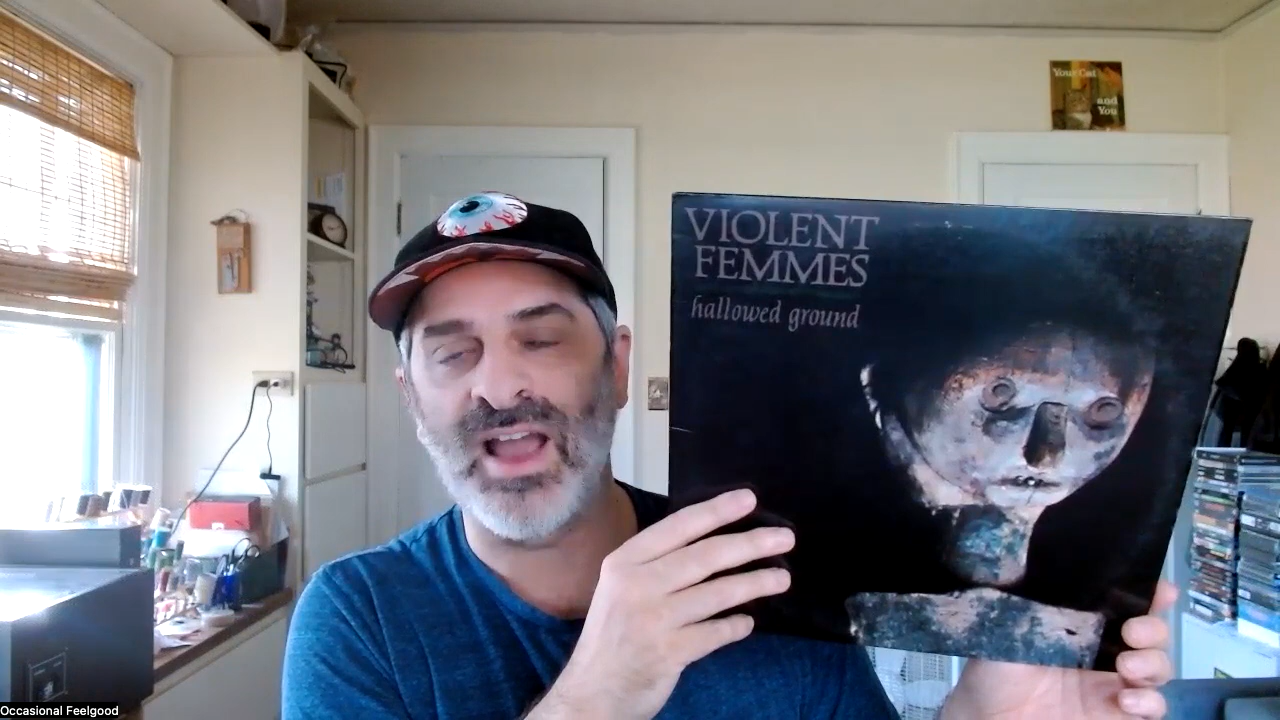 Your Cat
and
You
VIOLENT
FEMMES
hallowed ground
Occasional Feelgood